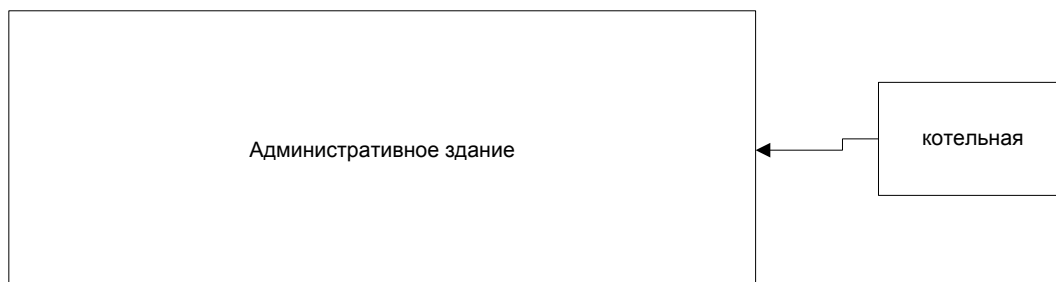 Административное здание
котельная